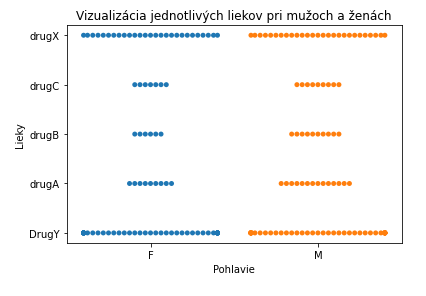 Vizualizácia jednotlivých liekov pri mužoch a ženách
drugX
drugC
drugB
drugA
DrugY
Lieky
F
M
Pohlavie